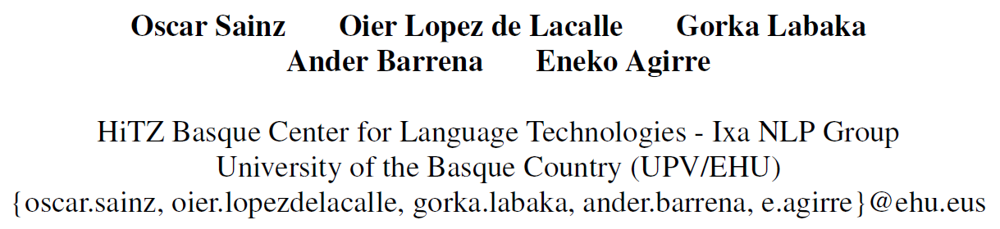 Oscar Sainz Oier Lopez de Lacalle Gorka Labaka
Ander Barrena Eneko Agirre
HiTZ Basque Center for Language Technologies - Ixa NLP Group
University of the Basque Country (UPV/EHU)
{oscar.sainz, oier.lopezdelacalle, gorka.labaka, ander.barrena, e.agirre}@ehu.eus